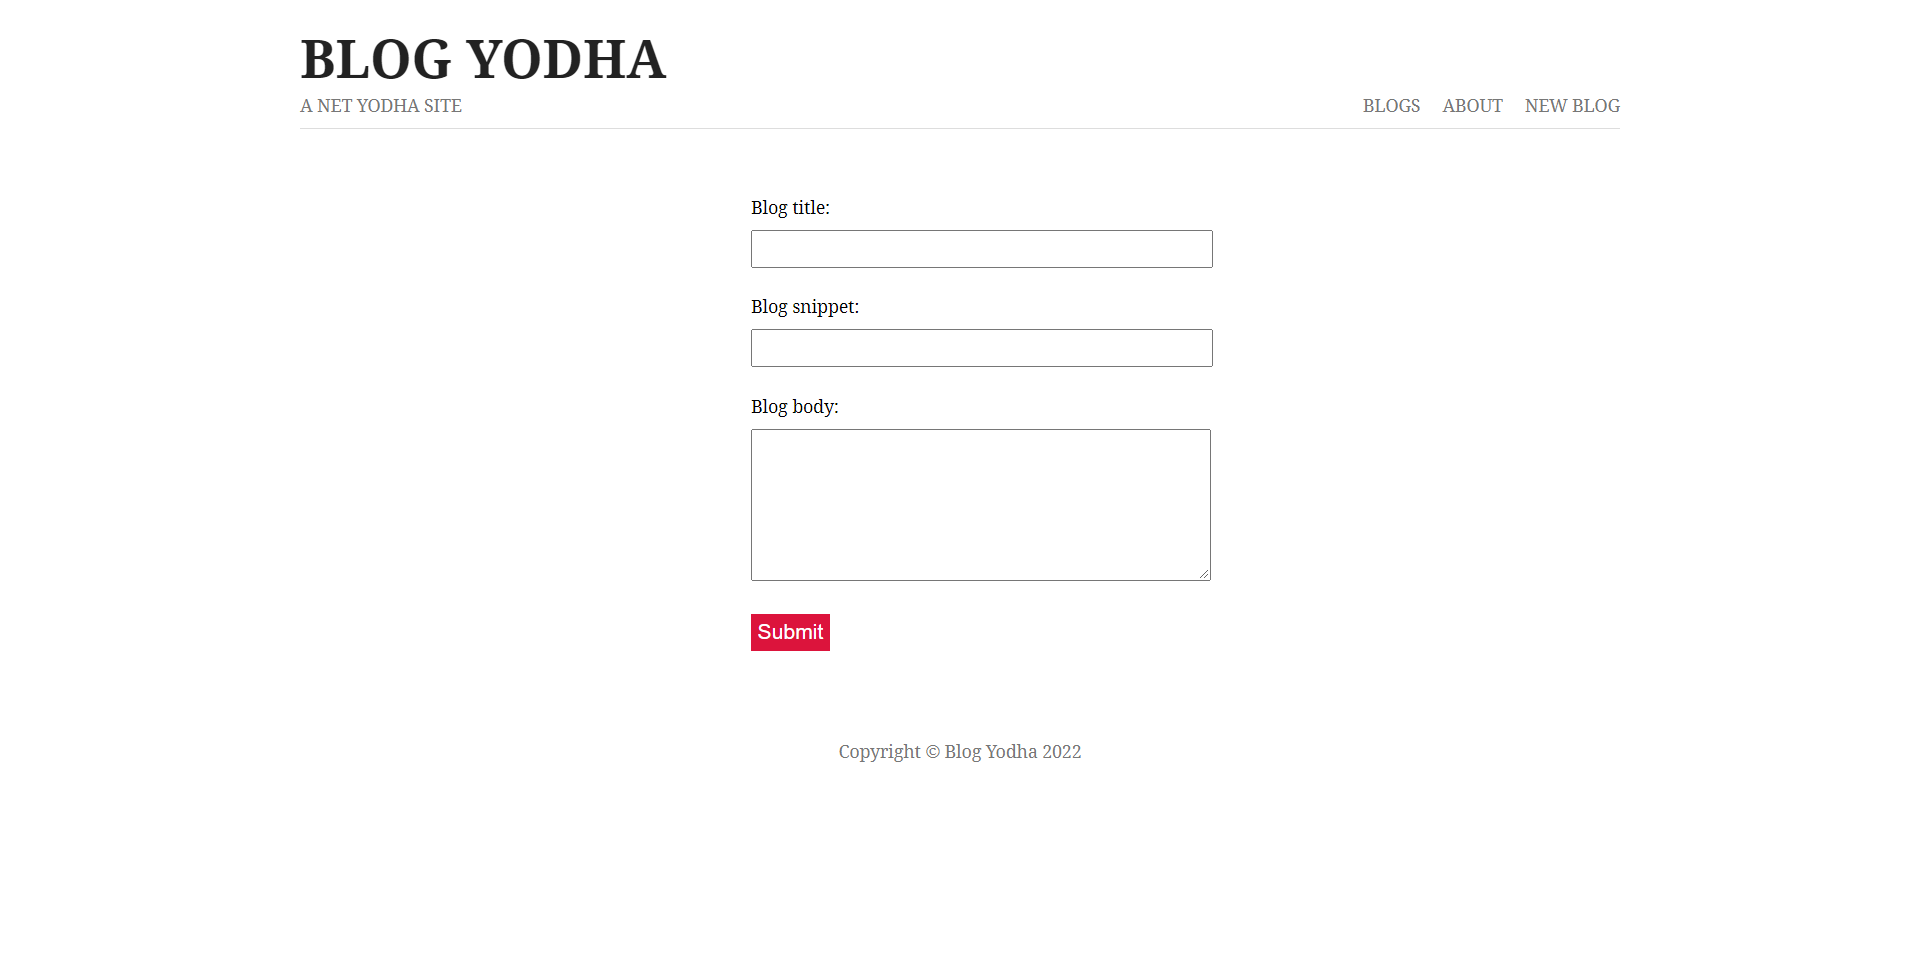 BLOG YODHA
A NET YODHA SITE
BLOGS ABOUT NEW BLOG
Blog title:
Blog snippet:
Blog body:
Submit
Copyright © Blog Yodha 2022